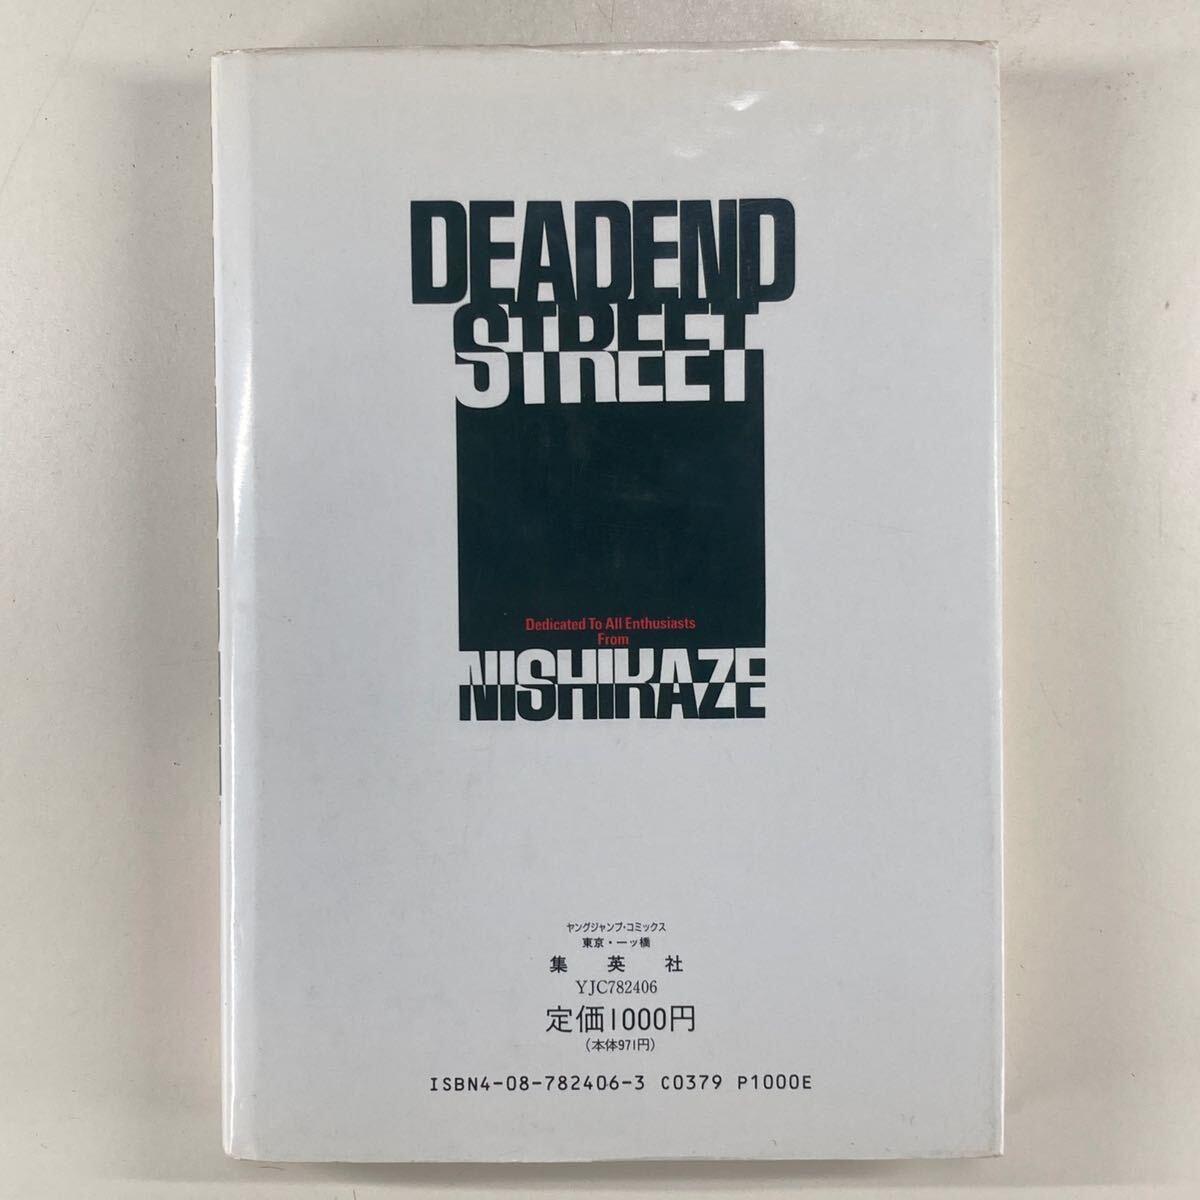 DEADEND
STREET
Dedicated To All Enthusiasts
From
NISHIKAZE
ヤングジャンプ・コミックス
東京・一ツ橋
集英社
YJC782406
定価1000円
(本体971円)
ISBN4-08-782406-3 C0379 P1000E